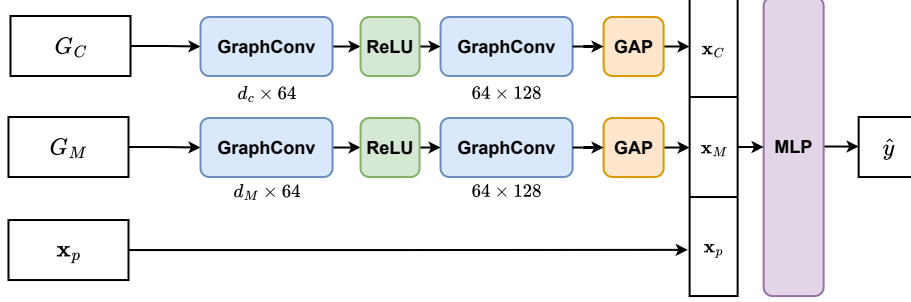 G_C GraphConv ReLU GraphConv GAP x_C
d_c × 64 64 × 128
G_M GraphConv ReLU GraphConv GAP x_M MLP ŷ
d_M × 64 64 × 128
x_p x_p